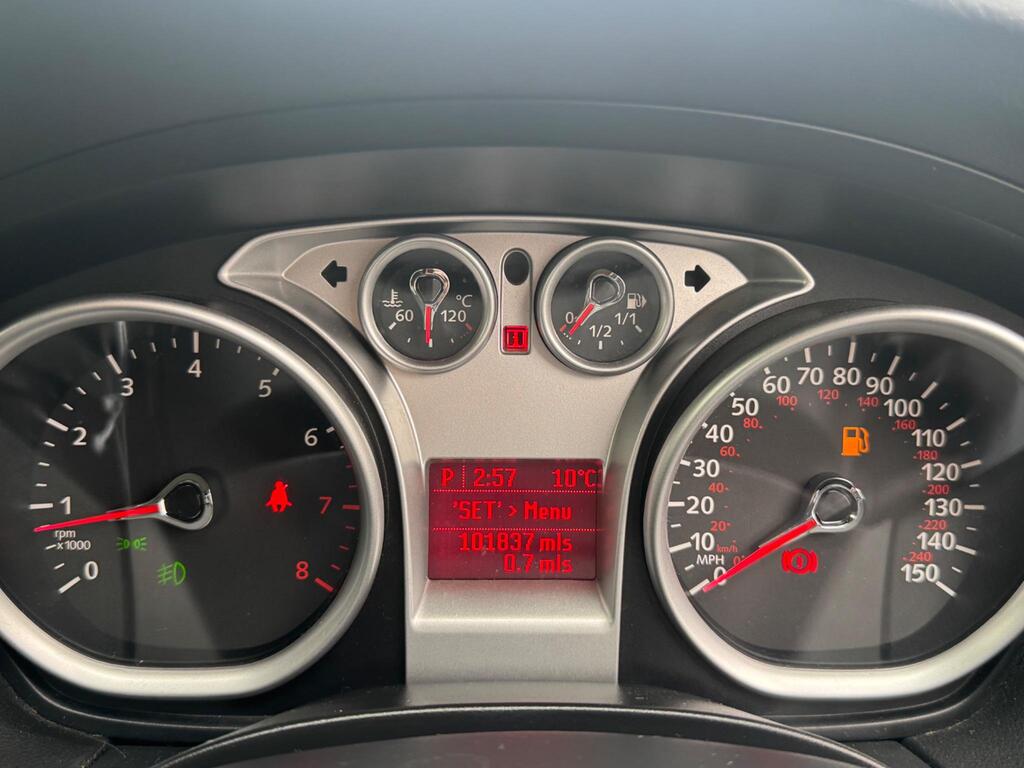 60 120 °C
0 1/2 1/1
0 1 2 3 4 5 6 7 8
rpm
x1000
P 2:57 10°C
'SET' > Menu
101837 mls
0.7 mls
0 10 20 30 40 50 60 70 80 90 100 110 120 130 140 150
MPH
0 20 40 60 80 100 120 140 160 180 200 220 240
km/h